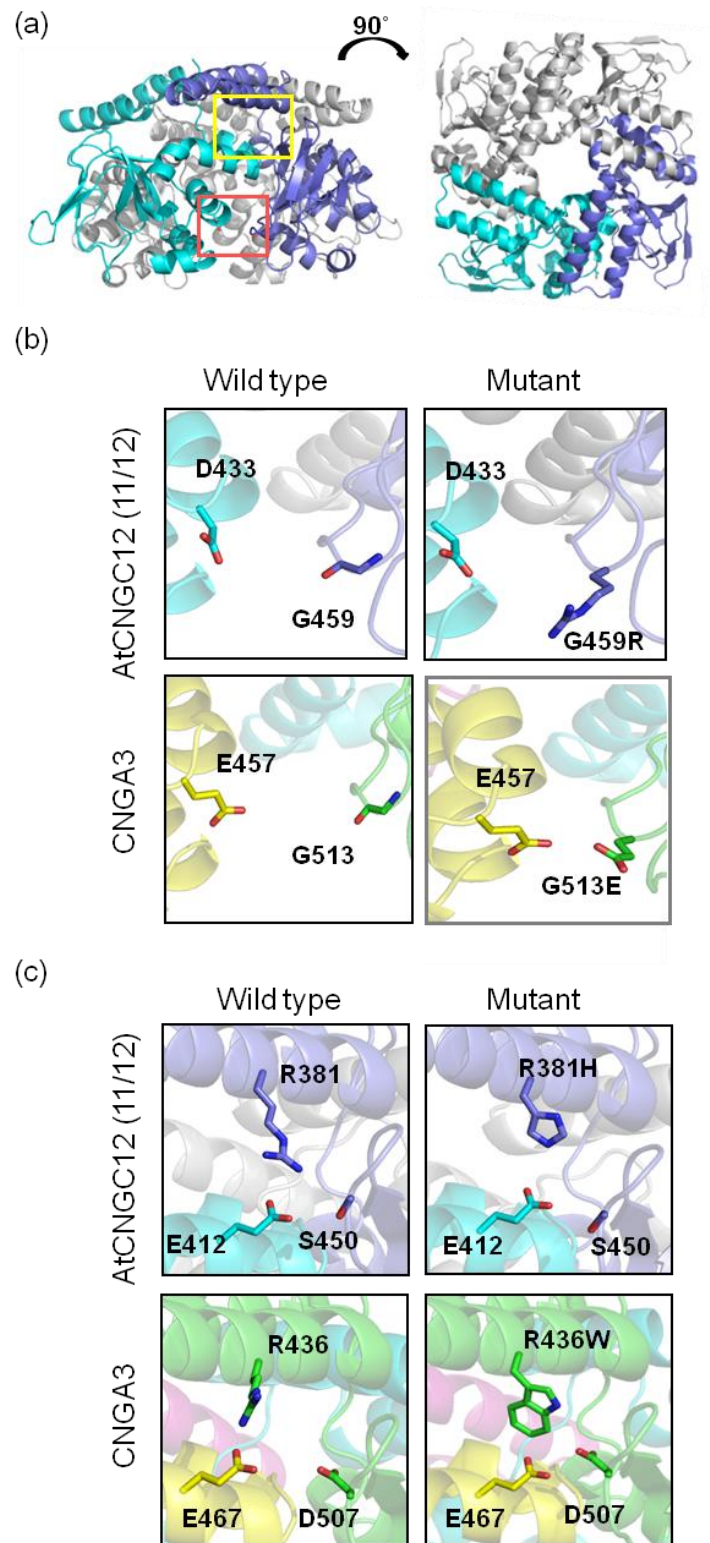 (a)
90°
(b)
Wild type
Mutant
AtCNGC12 (11/12)
D433
G459
D433
G459R
CNGA3
E457
G513
E457
G513E
(c)
Wild type
Mutant
AtCNGC12 (11/12)
R381
E412
S450
R381H
E412
S450
CNGA3
R436
E467
D507
R436W
E467
D507